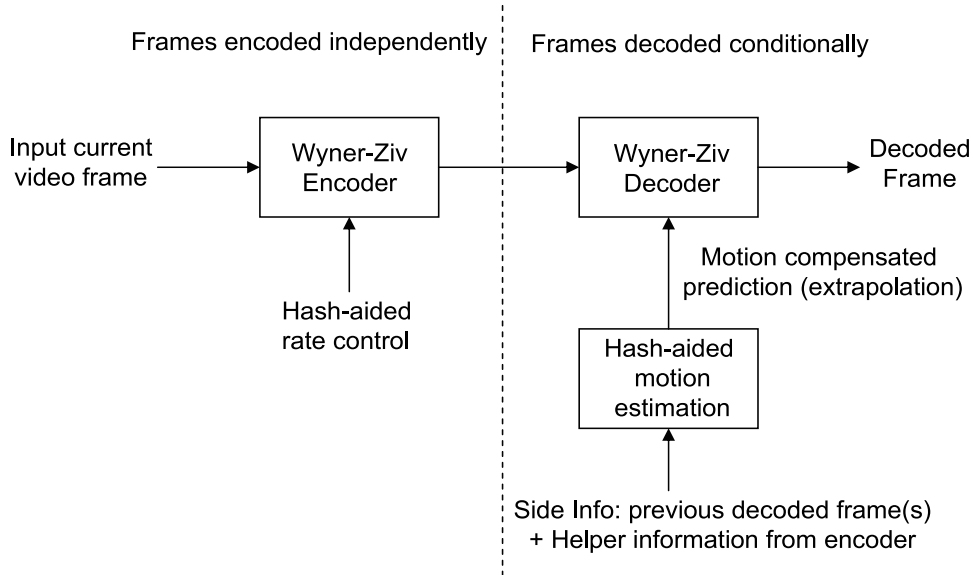 Frames encoded independently
Frames decoded conditionally
Input current
video frame
Wyner-Ziv
Encoder
Wyner-Ziv
Decoder
Decoded
Frame
Hash-aided
rate control
Motion compensated
prediction (extrapolation)
Hash-aided
motion
estimation
Side Info: previous decoded frame(s)
+ Helper information from encoder